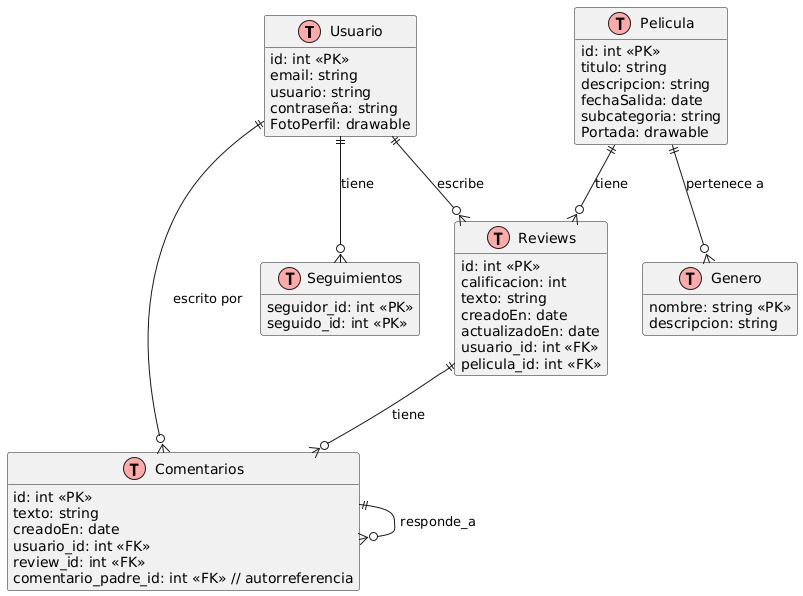 T Usuario
id: int «PK»
email: string
usuario: string
contraseña: string
FotoPerfil: drawable
T Pelicula
id: int «PK»
titulo: string
descripcion: string
fechaSalida: date
subcategoria: string
Portada: drawable
tiene
escribe
tiene
pertenece a
escrito por
T Seguimientos
seguidor_id: int «PK»
seguido_id: int «PK»
T Reviews
id: int «PK»
calificacion: int
texto: string
creadoEn: date
actualizadoEn: date
usuario_id: int «FK»
pelicula_id: int «FK»
T Genero
nombre: string «PK»
descripcion: string
tiene
T Comentarios
id: int «PK»
texto: string
creadoEn: date
usuario_id: int «FK»
review_id: int «FK»
comentario_padre_id: int «FK» // autorreferencia
responde_a